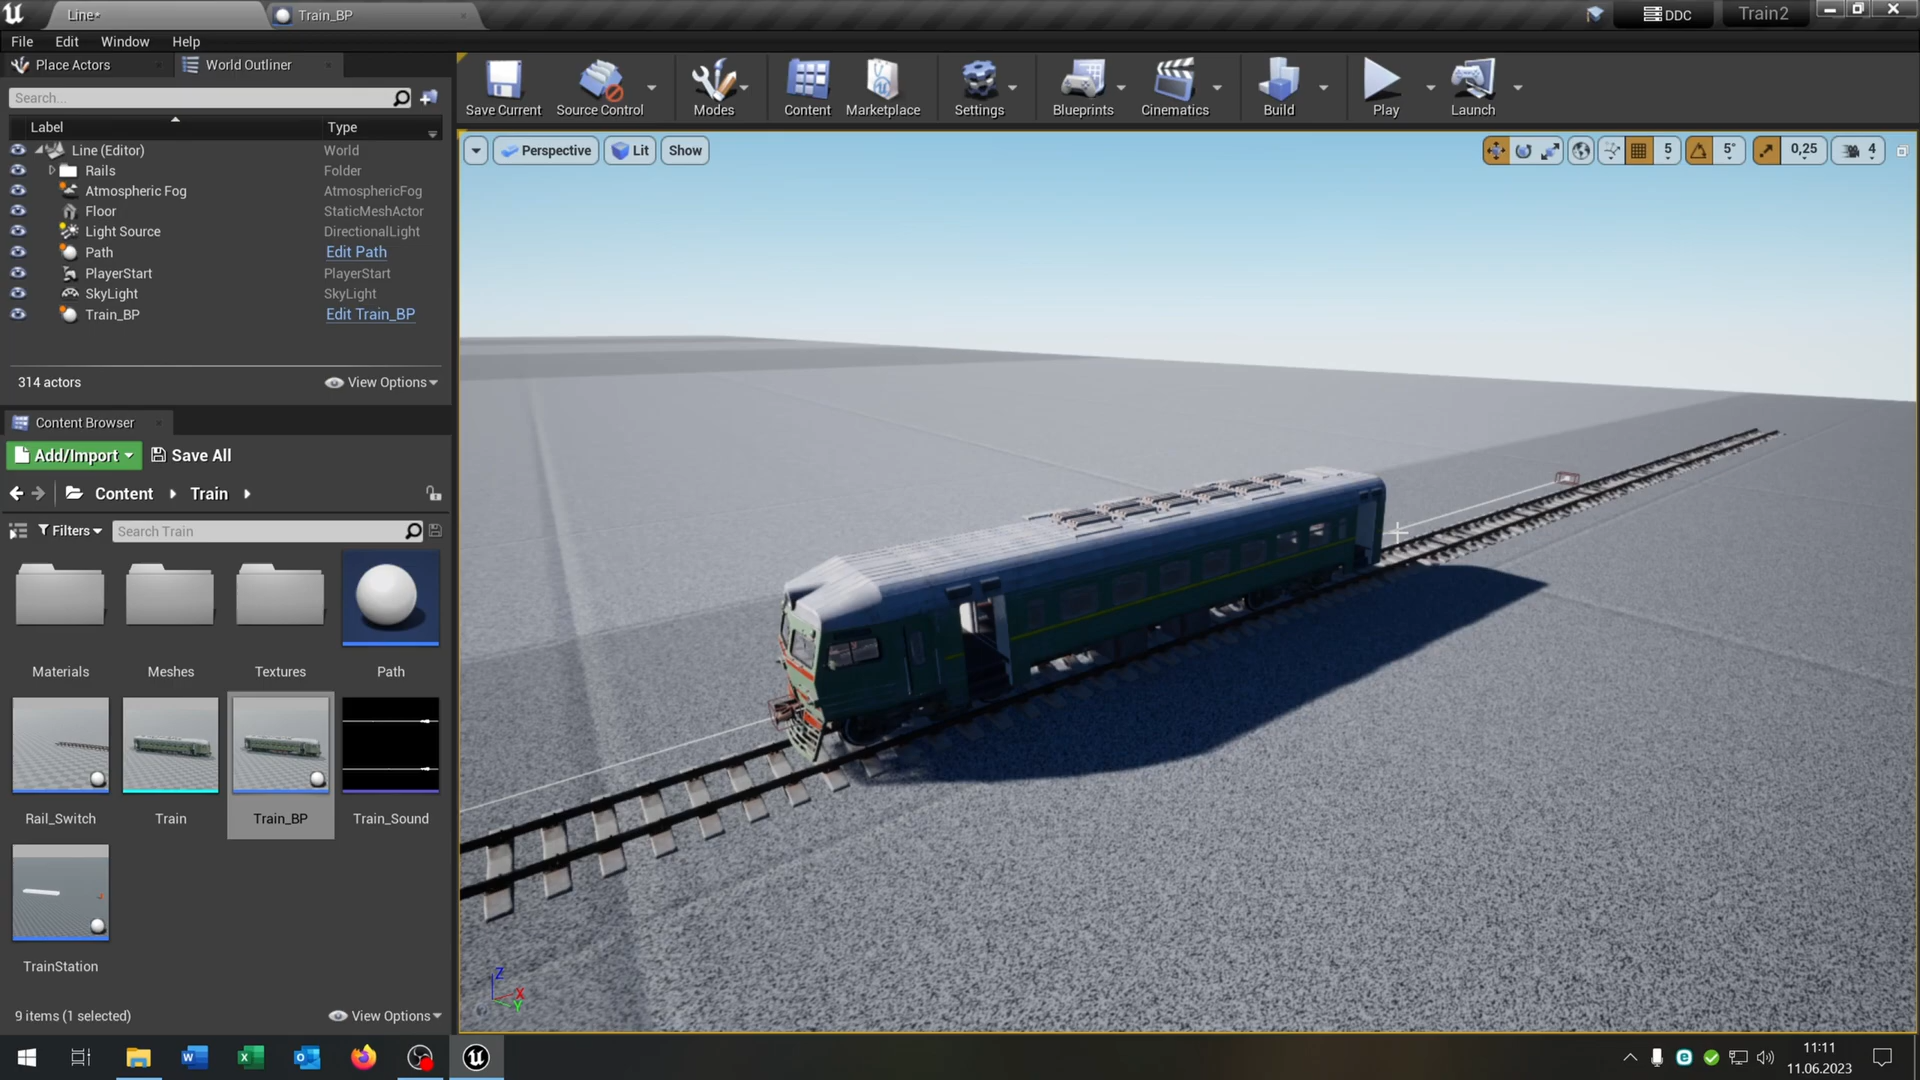 Line*
Train_BP
DDC
Train2
File Edit Window Help
Place Actors
World Outliner
Search...
Label
Type
Line (Editor) World
Rails Folder
Atmospheric Fog AtmosphericFog
Floor StaticMeshActor
Light Source DirectionalLight
Path Edit Path
PlayerStart PlayerStart
SkyLight SkyLight
Train_BP Edit Train_BP
314 actors
View Options
Content Browser
Add/Import
Save All
Content Train
Filters
Search Train
Materials Meshes Textures Path
Rail_Switch Train Train_BP Train_Sound
TrainStation
9 items (1 selected)
View Options
Save Current Source Control Modes Content Marketplace Settings Blueprints Cinematics Build Play Launch
Perspective Lit Show
5 5° 0,25 4
Z
X
Y
11:11
11.06.2023